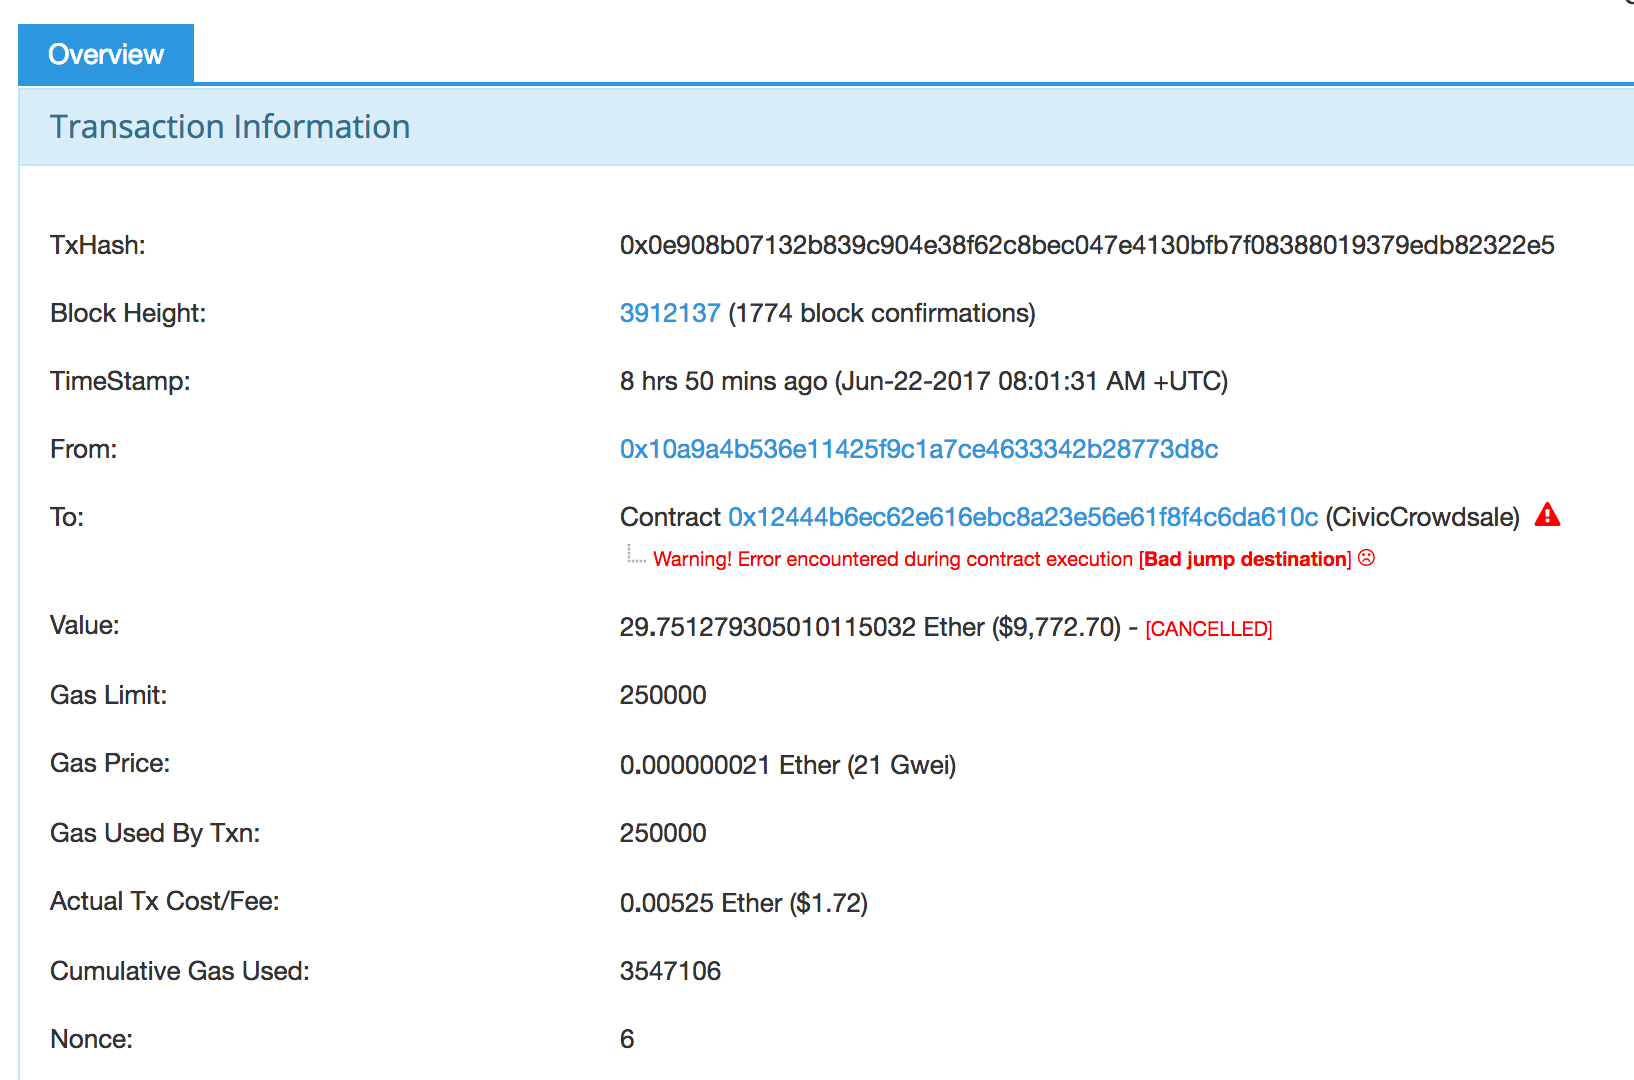 Overview
Transaction Information
TxHash: 0x0e908b07132b839c904e38f62c8bec047e4130bfb7f08388019379edb82322e5
Block Height: 3912137 (1774 block confirmations)
TimeStamp: 8 hrs 50 mins ago (Jun-22-2017 08:01:31 AM +UTC)
From: 0x10a9a4b536e11425f9c1a7ce4633342b28773d8c
To: Contract 0x12444b6ec62e616ebc8a23e56e61f8f4c6da610c (CivicCrowdsale)
Warning! Error encountered during contract execution [Bad jump destination]
Value: 29.751279305010115032 Ether ($9,772.70) - [CANCELLED]
Gas Limit: 250000
Gas Price: 0.000000021 Ether (21 Gwei)
Gas Used By Txn: 250000
Actual Tx Cost/Fee: 0.00525 Ether ($1.72)
Cumulative Gas Used: 3547106
Nonce: 6